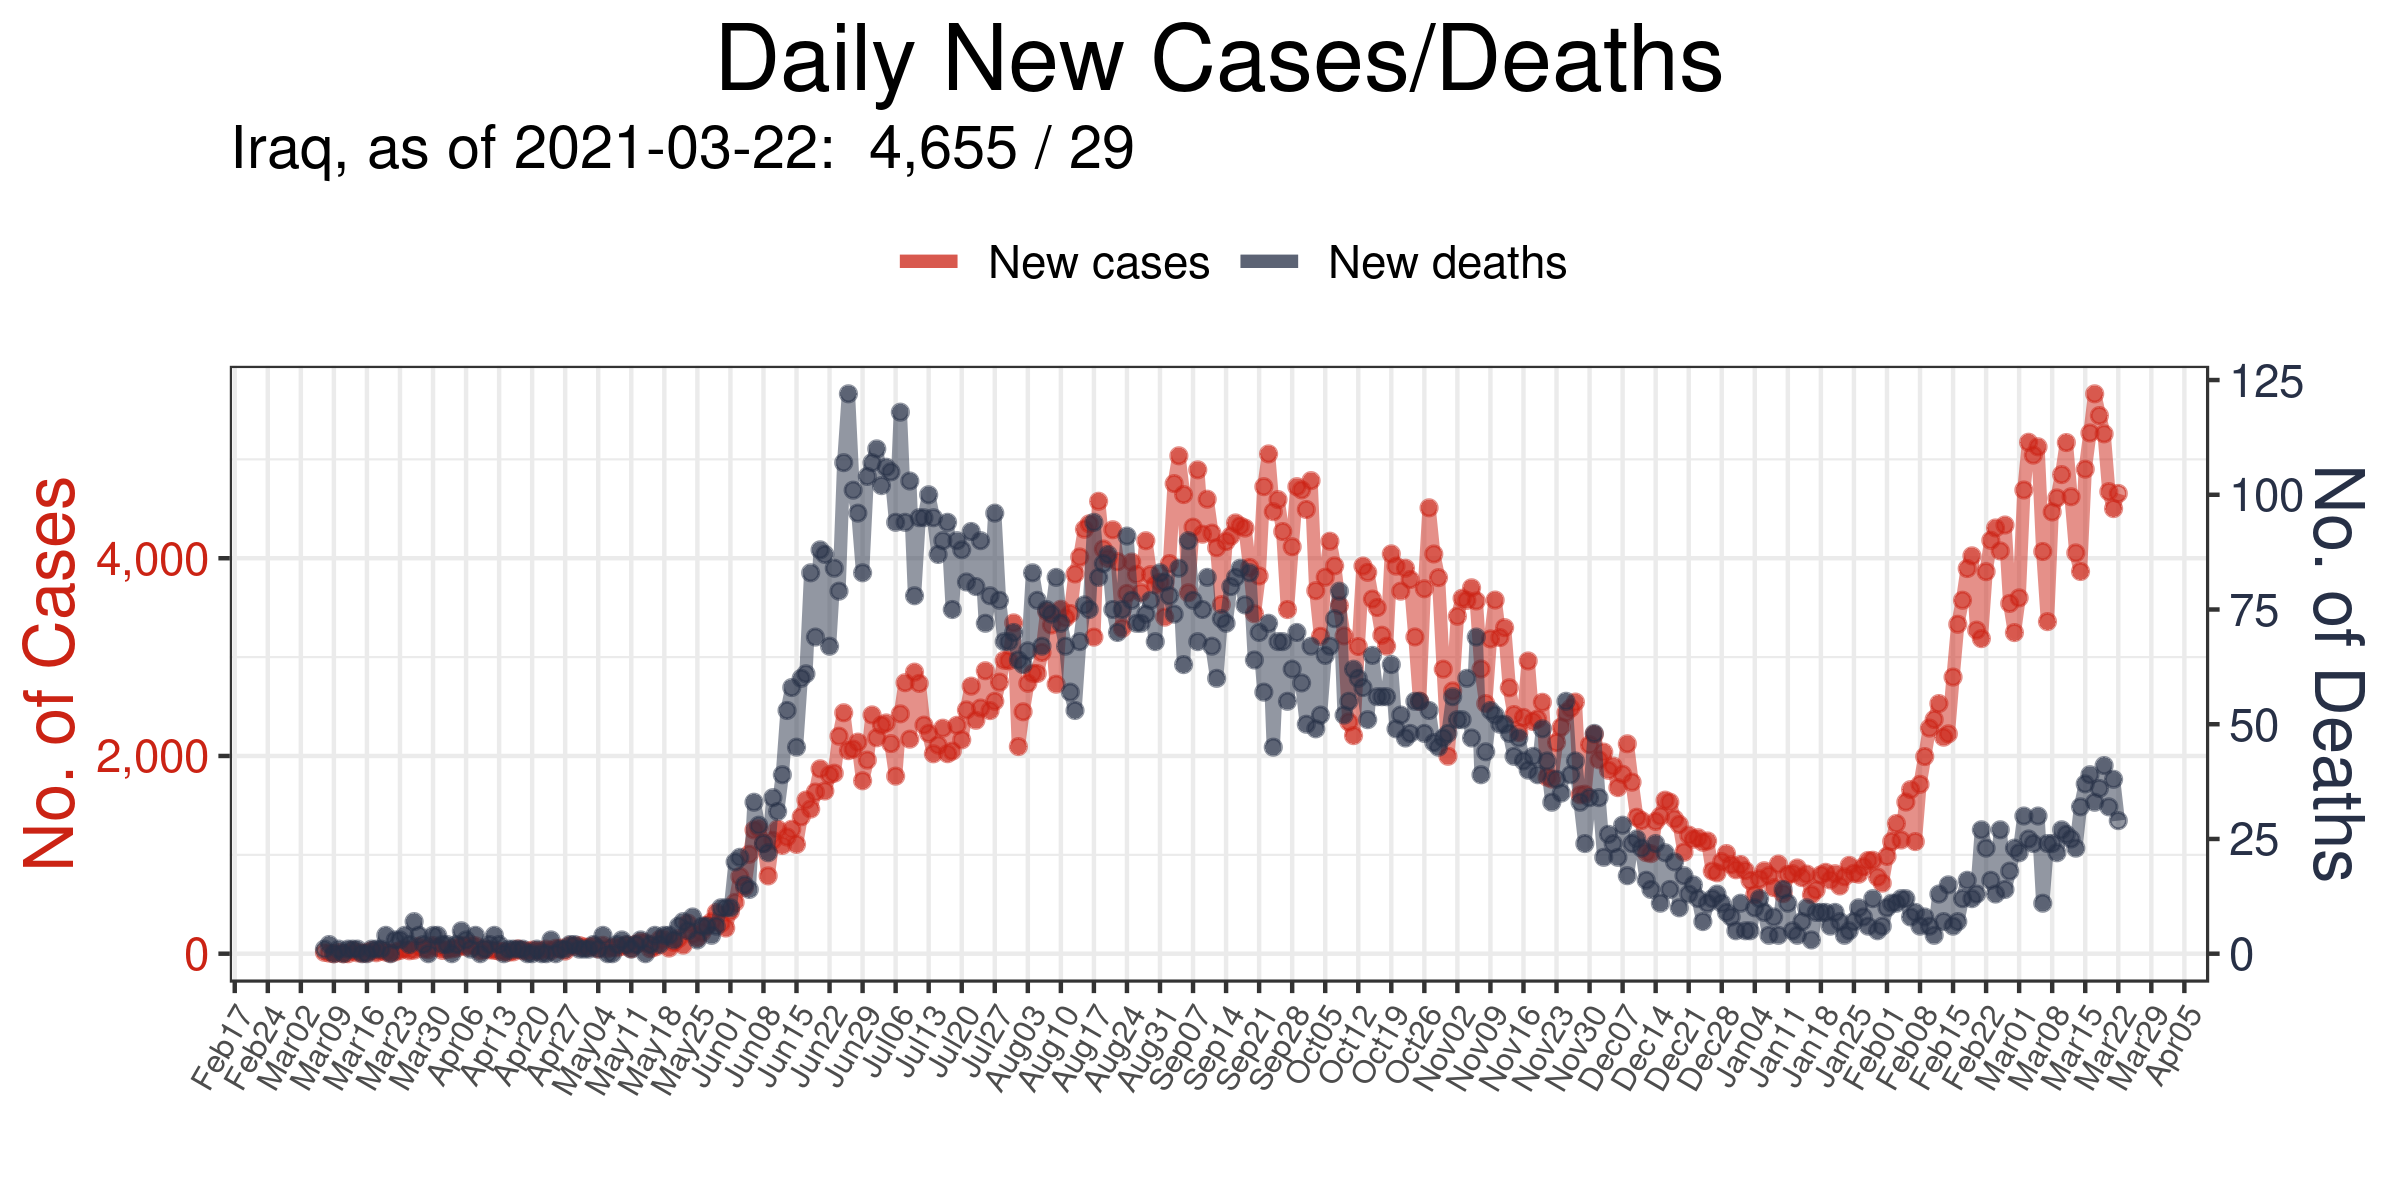 Daily New Cases/Deaths
Iraq, as of 2021-03-22:  4,655 / 29
New cases
New deaths
No. of Cases
4,000
2,000
0
125
100
75
50
25
0
No. of Deaths
Feb17
Feb24
Mar02
Mar09
Mar16
Mar23
Mar30
Apr06
Apr13
Apr20
Apr27
May04
May11
May18
May25
Jun01
Jun08
Jun15
Jun22
Jun29
Jul06
Jul13
Jul20
Jul27
Aug03
Aug10
Aug17
Aug24
Aug31
Sep07
Sep14
Sep21
Sep28
Oct05
Oct12
Oct19
Oct26
Nov02
Nov09
Nov16
Nov23
Nov30
Dec07
Dec14
Dec21
Dec28
Jan04
Jan11
Jan18
Jan25
Feb01
Feb08
Feb15
Feb22
Mar01
Mar08
Mar15
Mar22
Mar29
Apr05